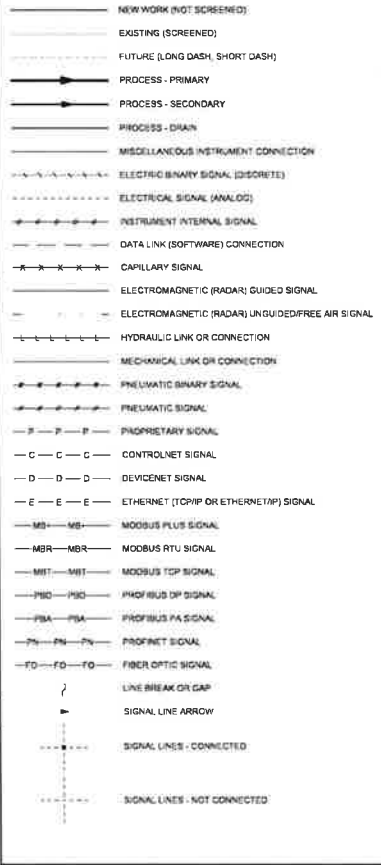 NEW WORK (NOT SCREENED)
EXISTING (SCREENED)
FUTURE (LONG DASH, SHORT DASH)
PROCESS - PRIMARY
PROCESS - SECONDARY
PROCESS - DRAIN
MISCELLANEOUS INSTRUMENT CONNECTION
ELECTRIC BINARY SIGNAL (DISCRETE)
ELECTRICAL SIGNAL (ANALOG)
INSTRUMENT INTERNAL SIGNAL
DATA LINK (SOFTWARE) CONNECTION
X X X X X CAPILLARY SIGNAL
ELECTROMAGNETIC (RADAR) GUIDED SIGNAL
ELECTROMAGNETIC (RADAR) UNGUIDED/FREE AIR SIGNAL
L L L L L HYDRAULIC LINK OR CONNECTION
MECHANICAL LINK OR CONNECTION
PNEUMATIC BINARY SIGNAL
PNEUMATIC SIGNAL
P P P PROPRIETARY SIGNAL
C C C CONTROLNET SIGNAL
D D D DEVICENET SIGNAL
E E E ETHERNET (TCP/IP OR ETHERNET/IP) SIGNAL
MB+ MB+ MODBUS PLUS SIGNAL
MBR MBR MODBUS RTU SIGNAL
MBT MBT MODBUS TCP SIGNAL
PBD PBD PROFIBUS DP SIGNAL
PBA PBA PROFIBUS PA SIGNAL
PN PN PN PROFINET SIGNAL
FO FO FO FIBER OPTIC SIGNAL
LINE BREAK OR GAP
SIGNAL LINE ARROW
SIGNAL LINES - CONNECTED
SIGNAL LINES - NOT CONNECTED